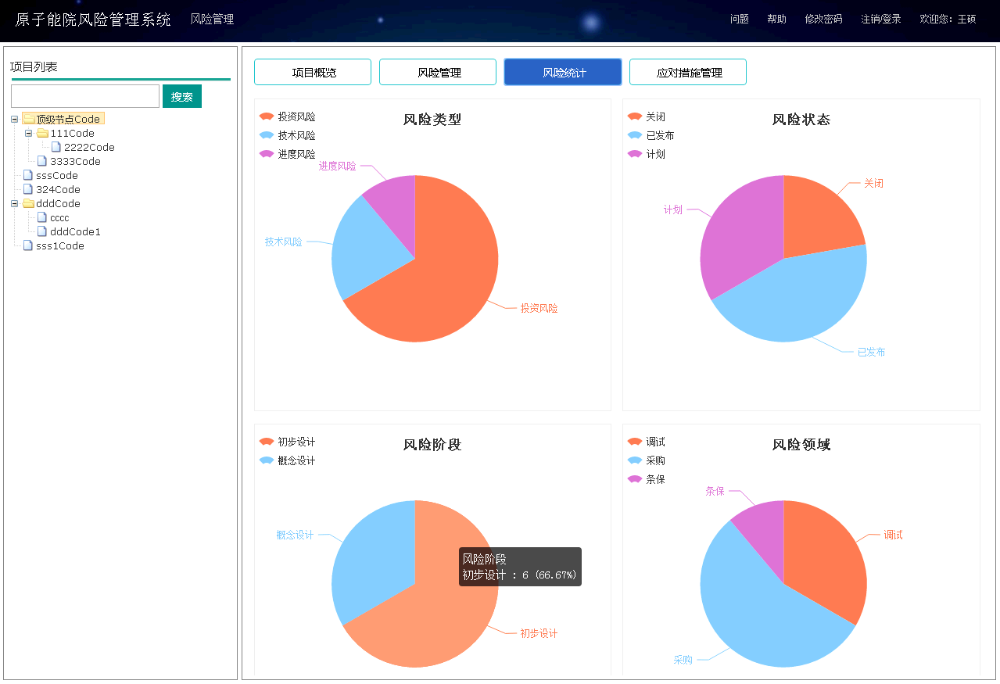 原子能院风险管理系统 风险管理 问题 帮助 修改密码 注销/登录 欢迎您: 王硕
项目列表
搜索
顶级节点Code
111Code
2222Code
3333Code
sssCode
324Code
dddCode
cccc
dddCode1
sss1Code
项目概览 风险管理 风险统计 应对措施管理
风险类型
投资风险
技术风险
进度风险
进度风险
技术风险
投资风险
风险状态
关闭
已发布
计划
关闭
计划
已发布
风险阶段
初步设计
概念设计
概念设计
风险阶段
初步设计 : 6 (66.67%)
初步设计
风险领域
调试
采购
条保
条保
调试
采购